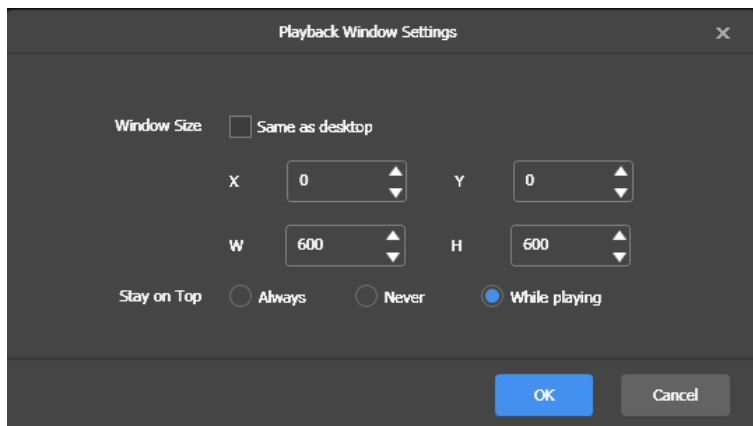 Playback Window Settings
Window Size Same as desktop
X 0 Y 0
W 600 H 600
Stay on Top Always Never While playing
OK Cancel